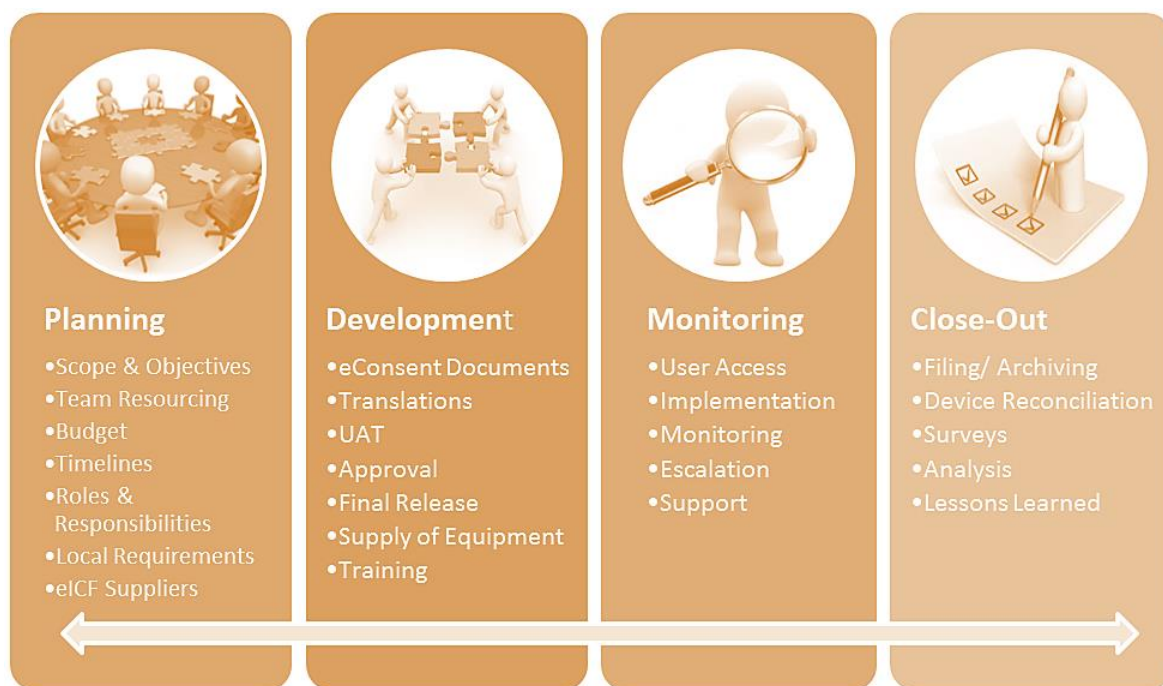 Planning
•Scope & Objectives
•Team Resourcing
•Budget
•Timelines
•Roles &
Responsibilities
•Local Requirements
•eICF Suppliers
Development
•eConsent Documents
•Translations
•UAT
•Approval
•Final Release
•Supply of Equipment
•Training
Monitoring
•User Access
•Implementation
•Monitoring
•Escalation
•Support
Close-Out
•Filing/ Archiving
•Device Reconciliation
•Surveys
•Analysis
•Lessons Learned